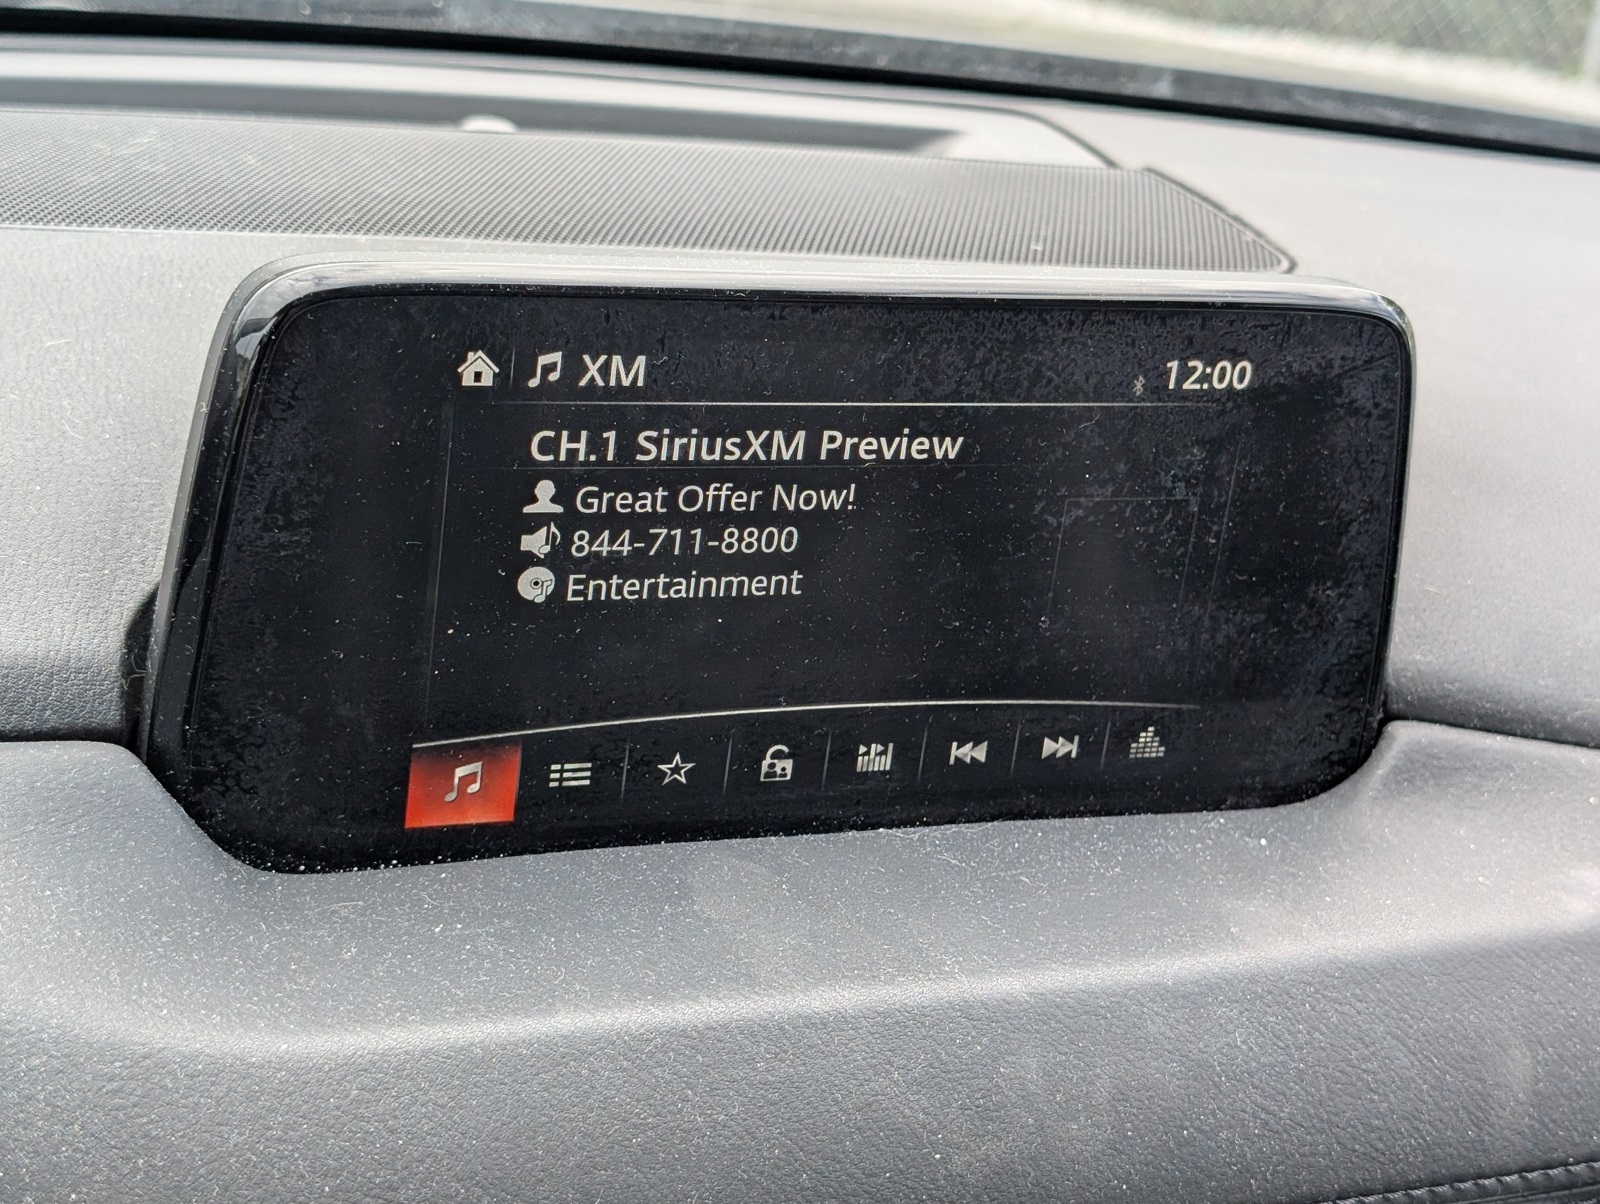 XM
12:00
CH.1 SiriusXM Preview
Great Offer Now!
844-711-8800
Entertainment